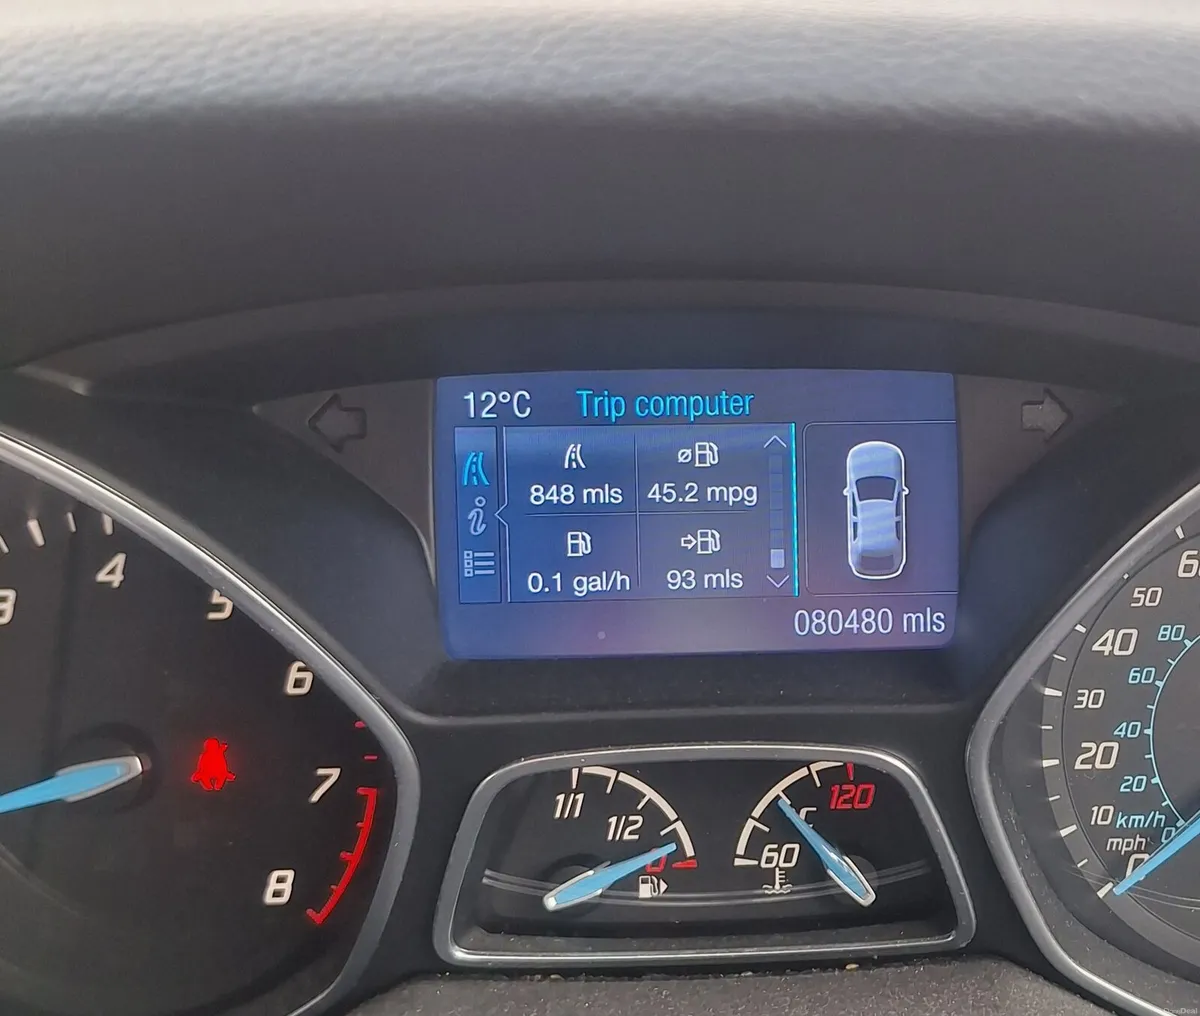 12°C Trip computer
848 mls 45.2 mpg
0.1 gal/h 93 mls
080480 mls
3 4 5 6 7 8
1/1 1/2 0
60 °C 120
0 10 20 30 40 50 60
mph
km/h
0 20 40 60 80